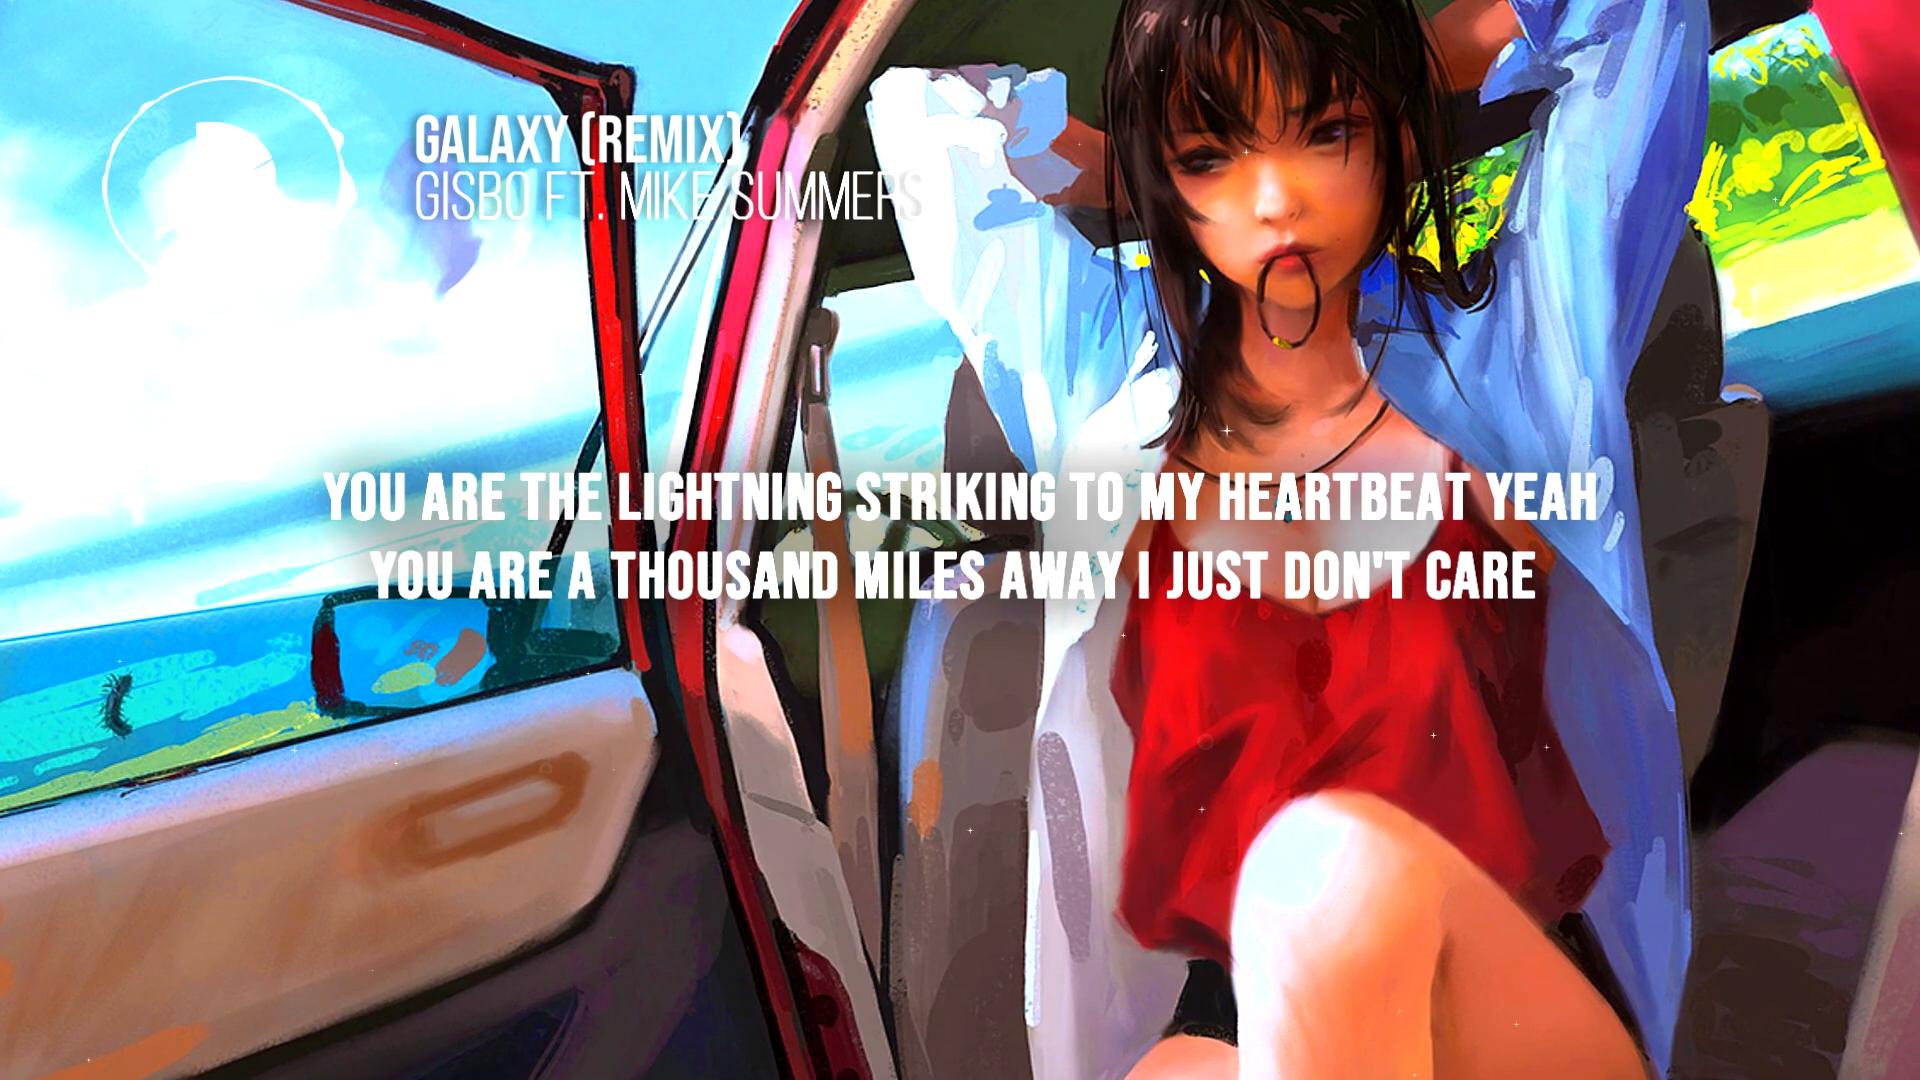 GALAXY (REMIX)
GISBO FT. MIKE SUMMERS
YOU ARE THE LIGHTNING STRIKING TO MY HEARTBEAT YEAH
YOU ARE A THOUSAND MILES AWAY I JUST DON'T CARE